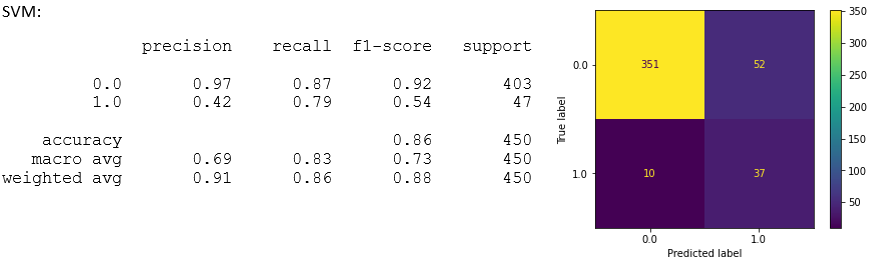 SVM:
precision recall f1-score support
0.0 0.97 0.87 0.92 403
1.0 0.42 0.79 0.54 47
accuracy 0.86 450
macro avg 0.69 0.83 0.73 450
weighted avg 0.91 0.86 0.88 450
True label
0.0
1.0
351 52
10 37
0.0 1.0
Predicted label
350
300
250
200
150
100
50